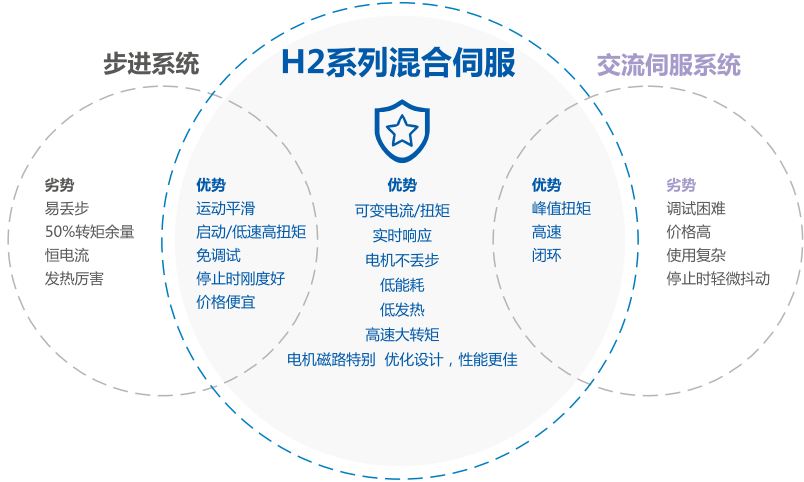 步进系统
H2系列混合伺服
交流伺服系统
劣势
易丢步
50%转矩余量
恒电流
发热厉害
优势
运动平滑
启动/低速高扭矩
免调试
停止时刚度好
价格便宜
优势
可变电流/扭矩
实时响应
电机不丢步
低能耗
低发热
高速大转矩
电机磁路特别 优化设计，性能更佳
优势
峰值扭矩
高速
闭环
劣势
调试困难
价格高
使用复杂
停止时轻微抖动